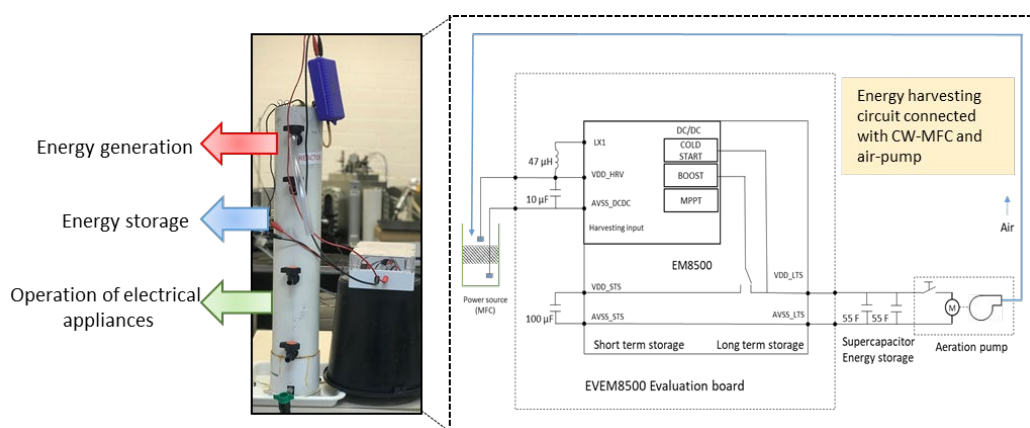 Energy generation
Energy storage
Operation of electrical
appliances
REACTOR
Energy harvesting
circuit connected
with CW-MFC and
air-pump
Air
LX1
47 µH
VDD_HRV
10 µF
AVSS_DCDC
Harvesting input
DC/DC
COLD
START
BOOST
MPPT
EM8500
Power source
(MFC)
VDD_STS
VDD_LTS
100 µF
AVSS_STS
AVSS_LTS
Short term storage
Long term storage
55 F
55 F
M
Supercapacitor
Energy storage
Aeration pump
EVEM8500 Evaluation board